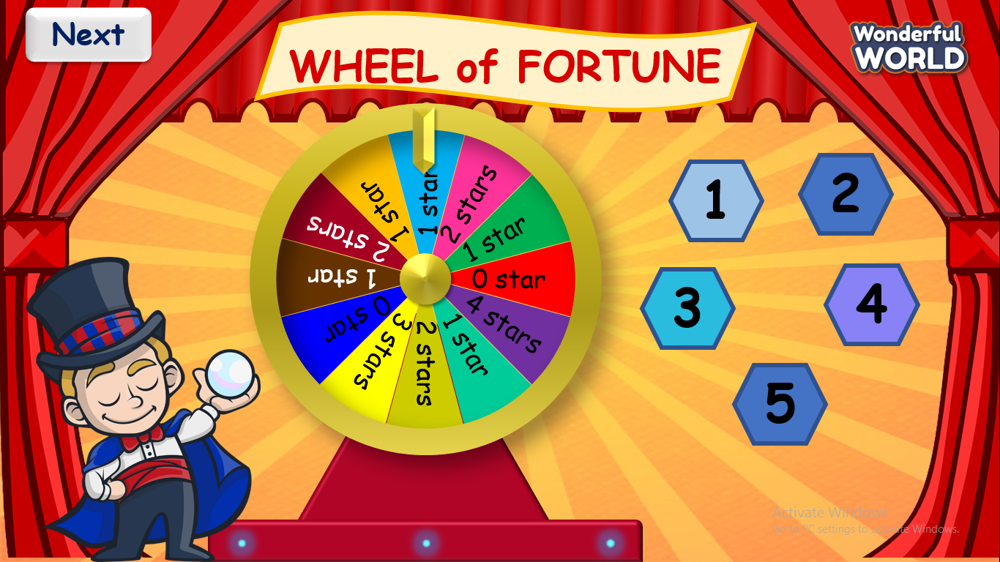 Next
WHEEL of FORTUNE
Wonderful
WORLD
1 star
2 stars
1 star
0 star
4 stars
1 star
2 stars
3 stars
0 star
1 star
2 stars
1 star
1
2
3
4
5
Activate Windows
Go to PC settings to activate Windows.